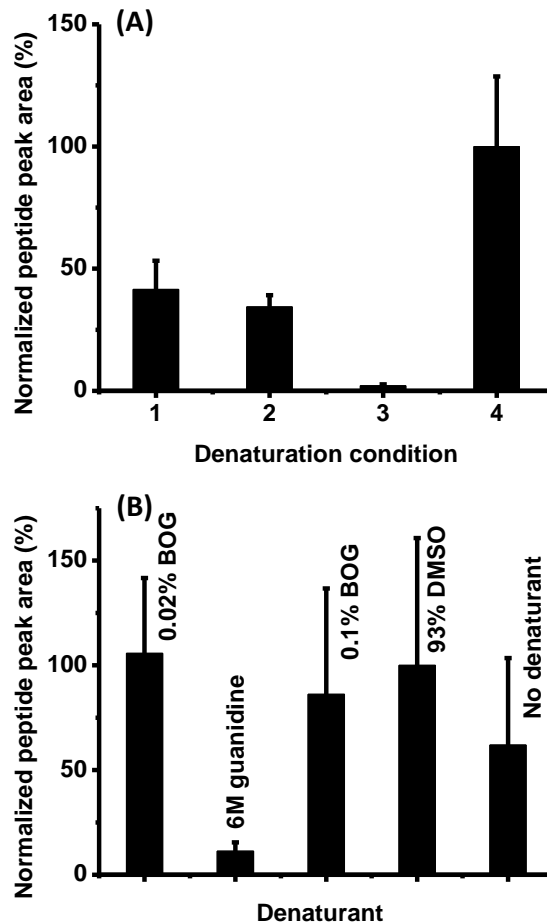 (A)
Normalized peptide peak area (%)
150
100
50
0
1 2 3 4
Denaturation condition
(B)
Normalized peptide peak area (%)
150
100
50
0
0.02% BOG
6M guanidine
0.1% BOG
93% DMSO
No denaturant
Denaturant